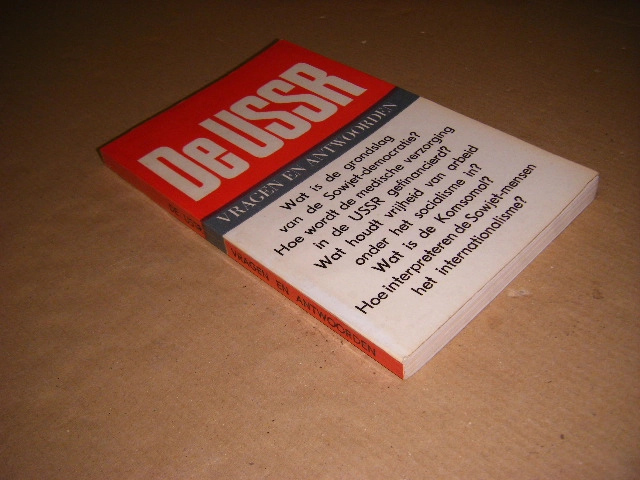 De USSR
VRAGEN EN ANTWOORDEN
Wat is de grondslag
van de Sowjet-democratie?
Hoe wordt de medische verzorging
in de USSR gefinancierd?
Wat houdt vrijheid van arbeid
onder het socialisme in?
Wat is de Komsomol?
Hoe interpreteren de Sowjet-mensen
het internationalisme?
DE USSR
VRAGEN EN ANTWOORDEN